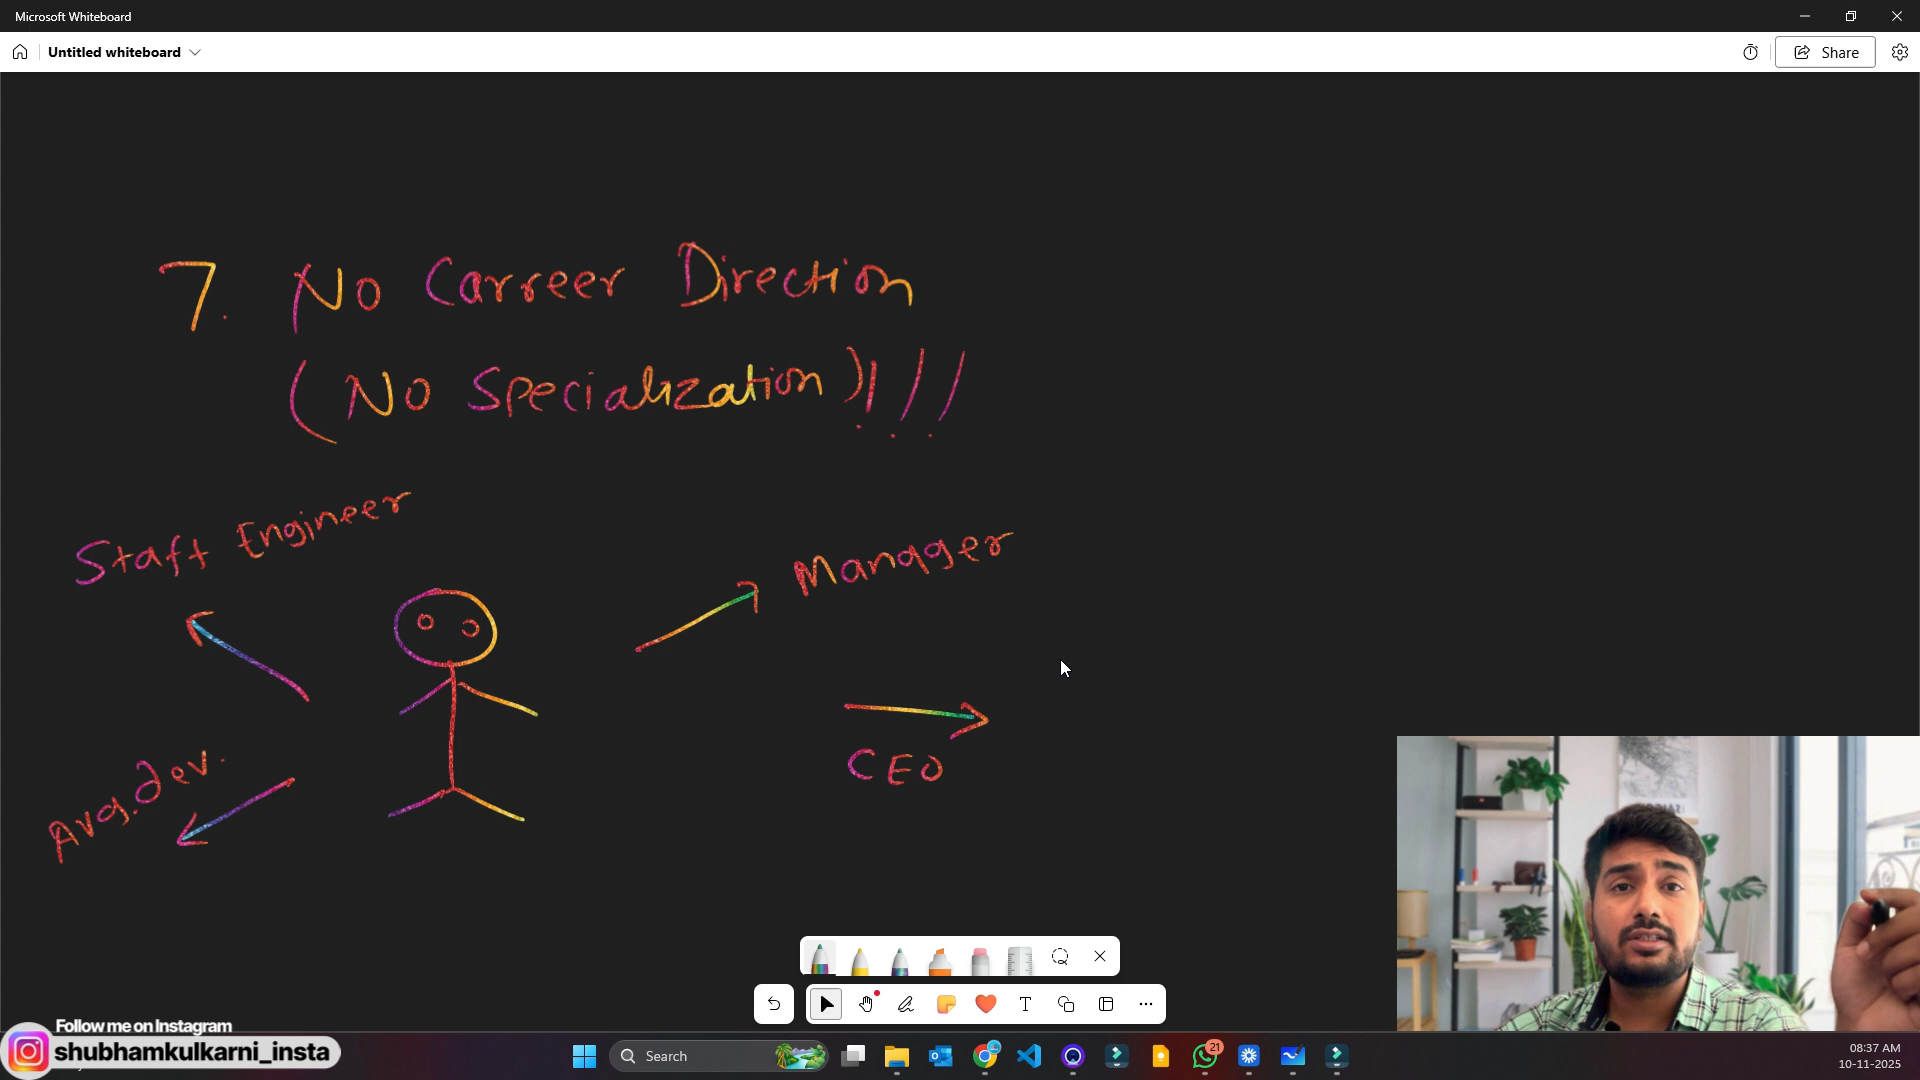 Microsoft Whiteboard
Untitled whiteboard
Share
7. No Carreer Direction
(No Specialization)!!!
Staff Engineer
Manager
CEO
Avg. dev.
Follow me on Instagram
shubhamkulkarni_insta
Search
21
08:37 AM
10-11-2025